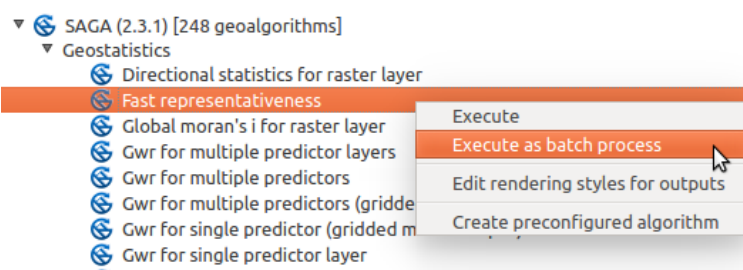 SAGA (2.3.1) [248 geoalgorithms]
Geostatistics
Directional statistics for raster layer
Fast representativeness
Execute
Global moran's i for raster layer
Execute as batch process
Gwr for multiple predictor layers
Gwr for multiple predictors
Edit rendering styles for outputs
Gwr for multiple predictors (gridde
Create preconfigured algorithm
Gwr for single predictor (gridded m
Gwr for single predictor layer